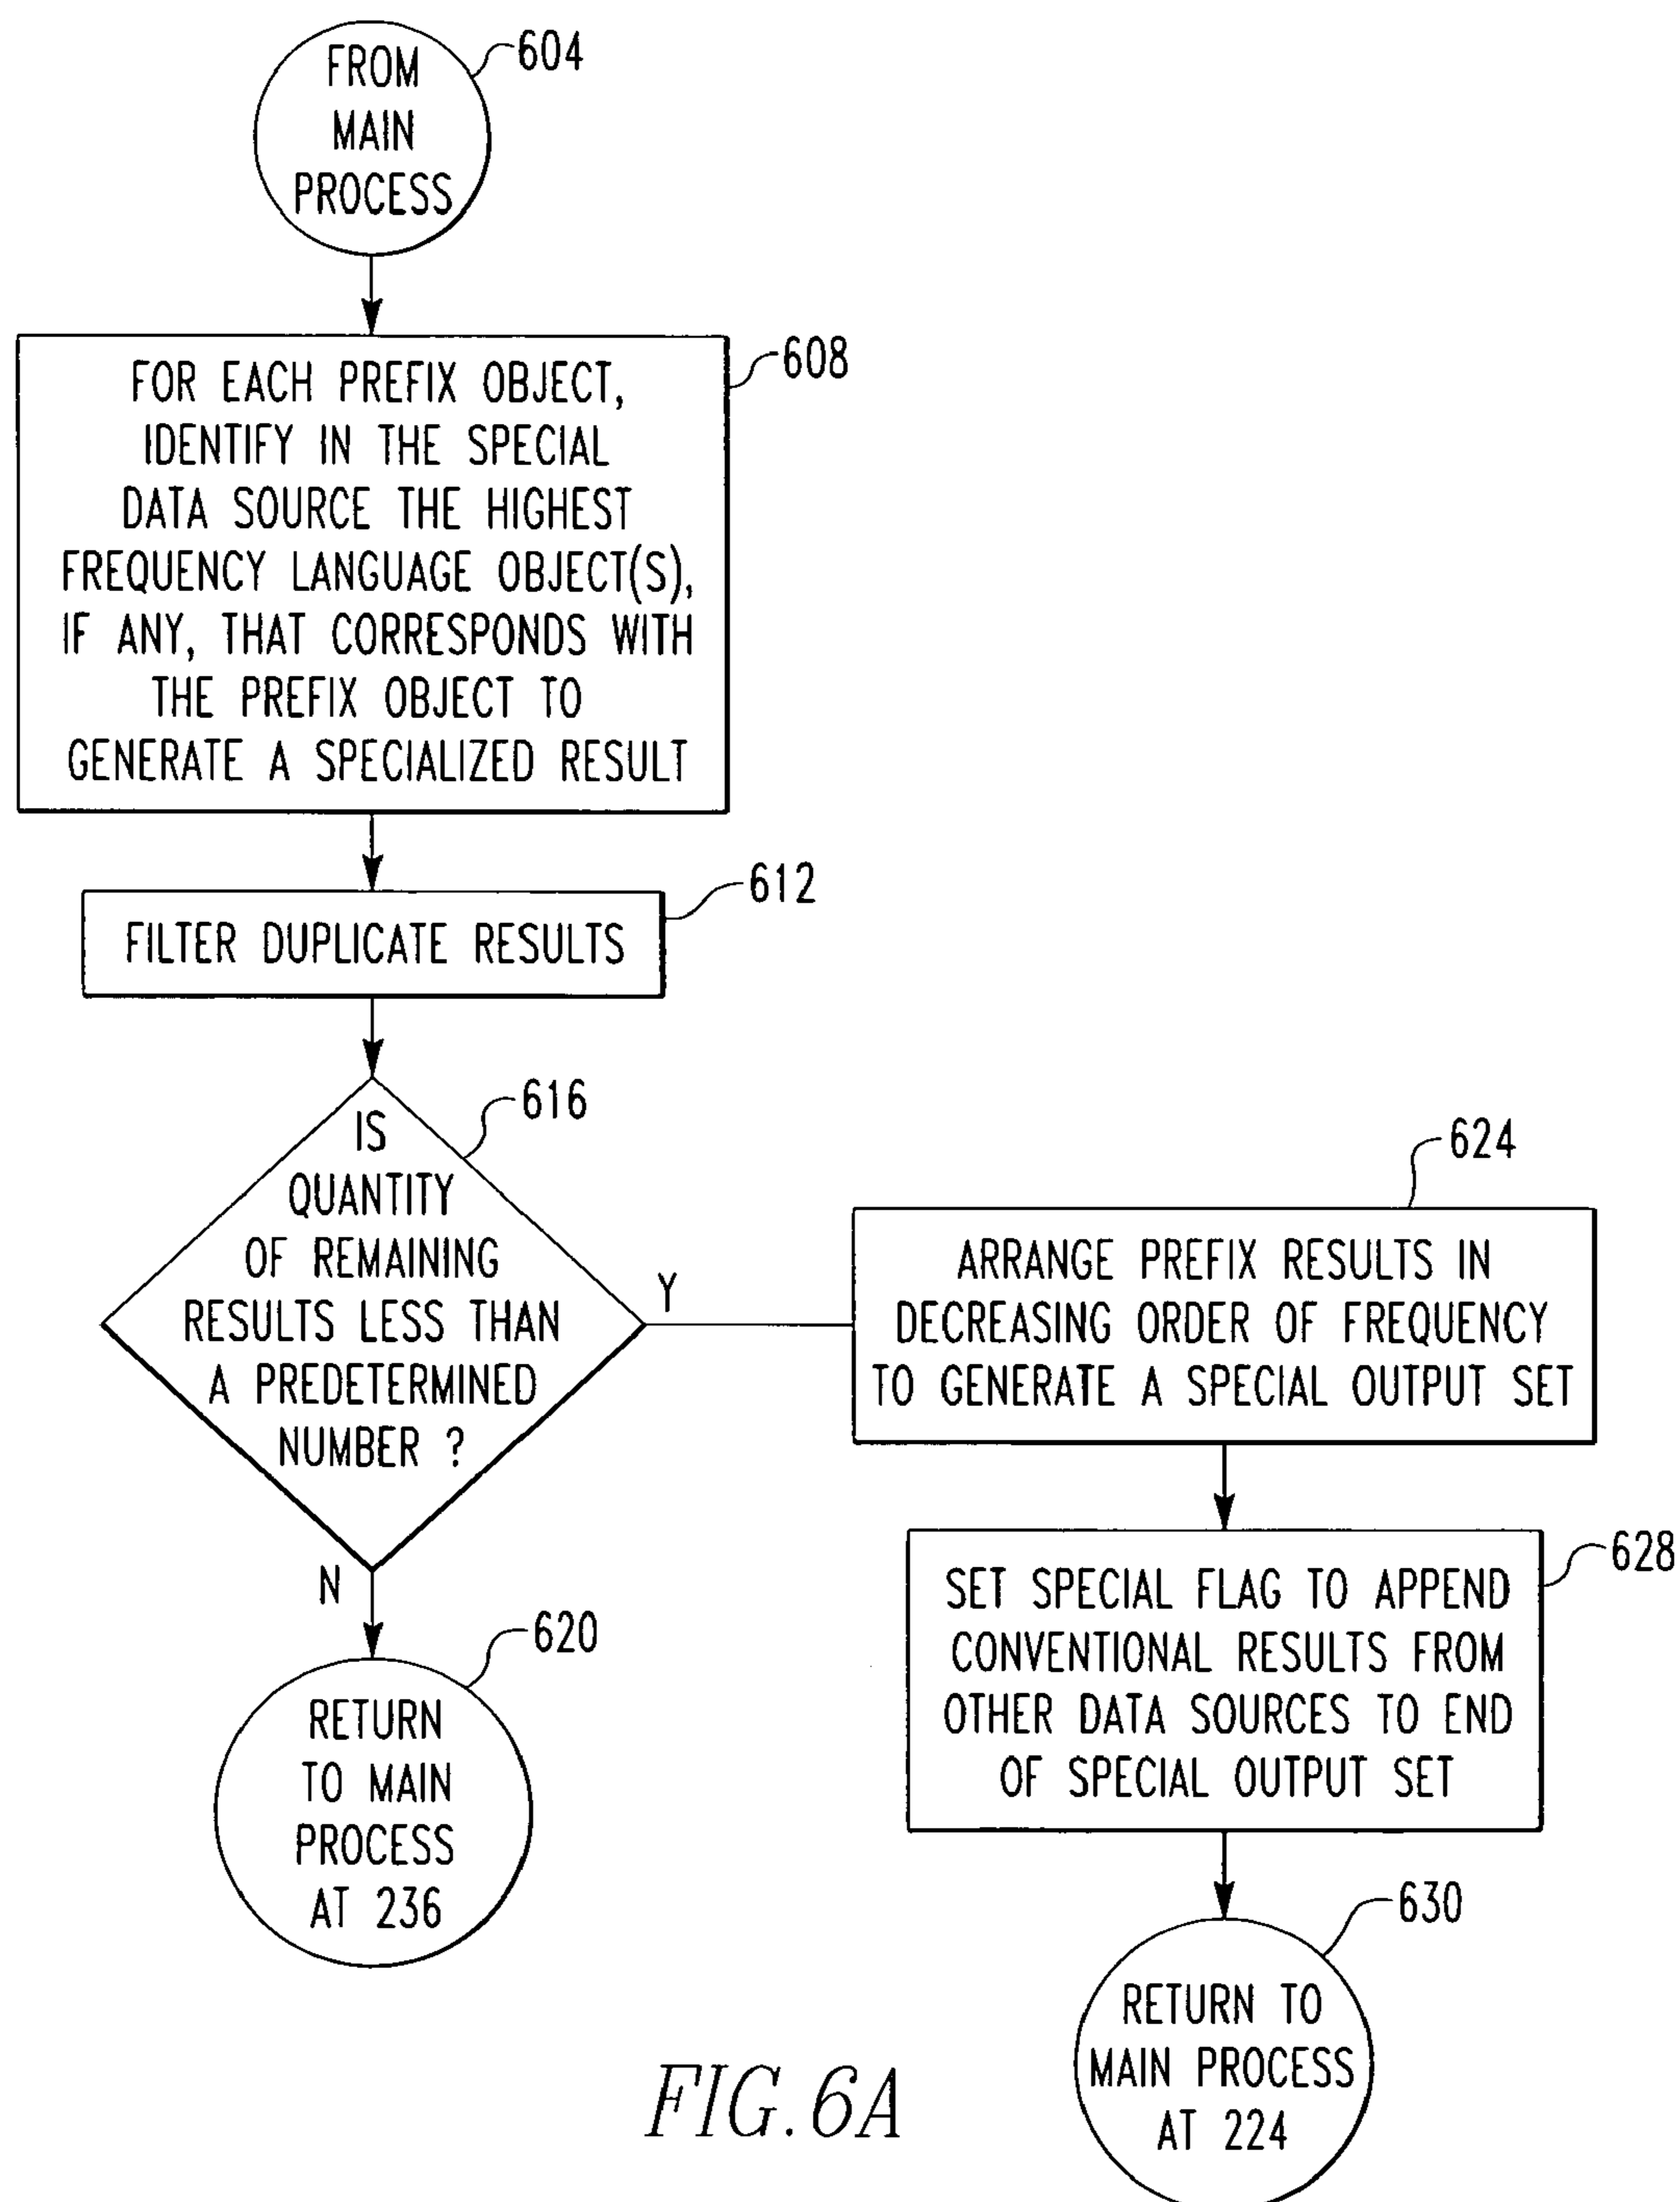 FROM
MAIN
PROCESS
604
FOR EACH PREFIX OBJECT,
IDENTIFY IN THE SPECIAL
DATA SOURCE THE HIGHEST
FREQUENCY LANGUAGE OBJECT(S),
IF ANY, THAT CORRESPONDS WITH
THE PREFIX OBJECT TO
GENERATE A SPECIALIZED RESULT
608
FILTER DUPLICATE RESULTS
612
IS
QUANTITY
OF REMAINING
RESULTS LESS THAN
A PREDETERMINED
NUMBER ?
616
Y
N
624
ARRANGE PREFIX RESULTS IN
DECREASING ORDER OF FREQUENCY
TO GENERATE A SPECIAL OUTPUT SET
628
SET SPECIAL FLAG TO APPEND
CONVENTIONAL RESULTS FROM
OTHER DATA SOURCES TO END
OF SPECIAL OUTPUT SET
620
RETURN
TO MAIN
PROCESS
AT 236
630
RETURN TO
MAIN PROCESS
AT 224
FIG.6A